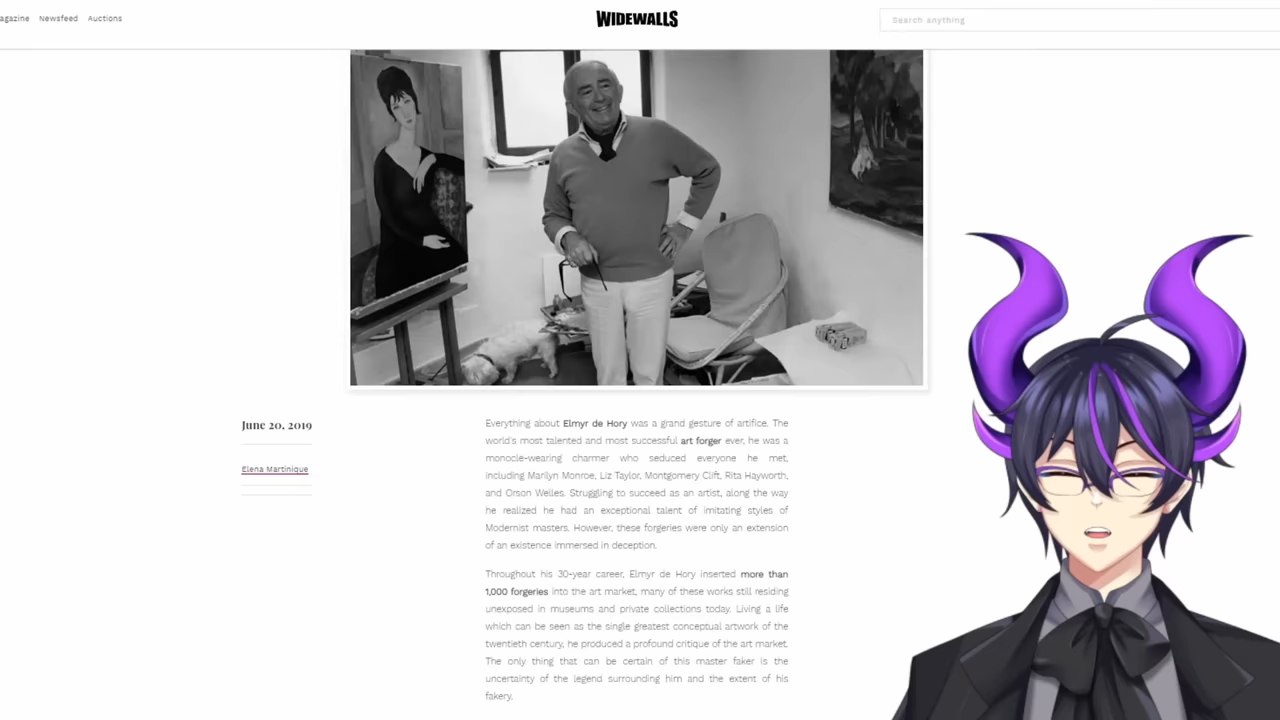 agazine Newsfeed Auctions
WIDEWALLS
Search anything
June 20, 2019
Elena Martinique
Everything about Elmyr de Hory was a grand gesture of artifice. The
world's most talented and most successful art forger ever, he was a
monocle-wearing charmer who seduced everyone he met,
including Marilyn Monroe, Liz Taylor, Montgomery Clift, Rita Hayworth,
and Orson Welles. Struggling to succeed as an artist, along the way
he realized he had an exceptional talent of imitating styles of
Modernist masters. However, these forgeries were only an extension
of an existence immersed in deception.
Throughout his 30-year career, Elmyr de Hory inserted more than
1,000 forgeries into the art market, many of these works still residing
unexposed in museums and private collections today. Living a life
which can be seen as the single greatest conceptual artwork of the
twentieth century, he produced a profound critique of the art market.
The only thing that can be certain of this master faker is the
uncertainty of the legend surrounding him and the extent of his
fakery.